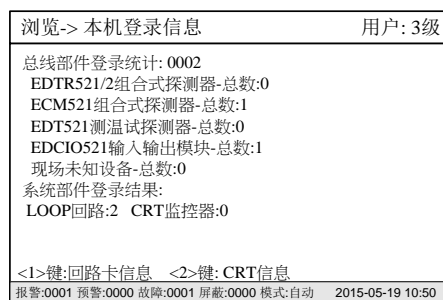 浏览-> 本机登录信息 用户: 3级
总线部件登录统计: 0002
EDTR521/2组合式探测器-总数:0
ECM521组合式探测器-总数:1
EDT521测温试探测器-总数:0
EDCIO521输入输出模块-总数:1
现场未知设备-总数:0
系统部件登录结果:
LOOP回路:2 CRT监控器:0
<1>键:回路卡信息 <2>键: CRT信息
报警:0001 预警:0000 故障:0001 屏蔽:0000 模式:自动 2015-05-19 10:50